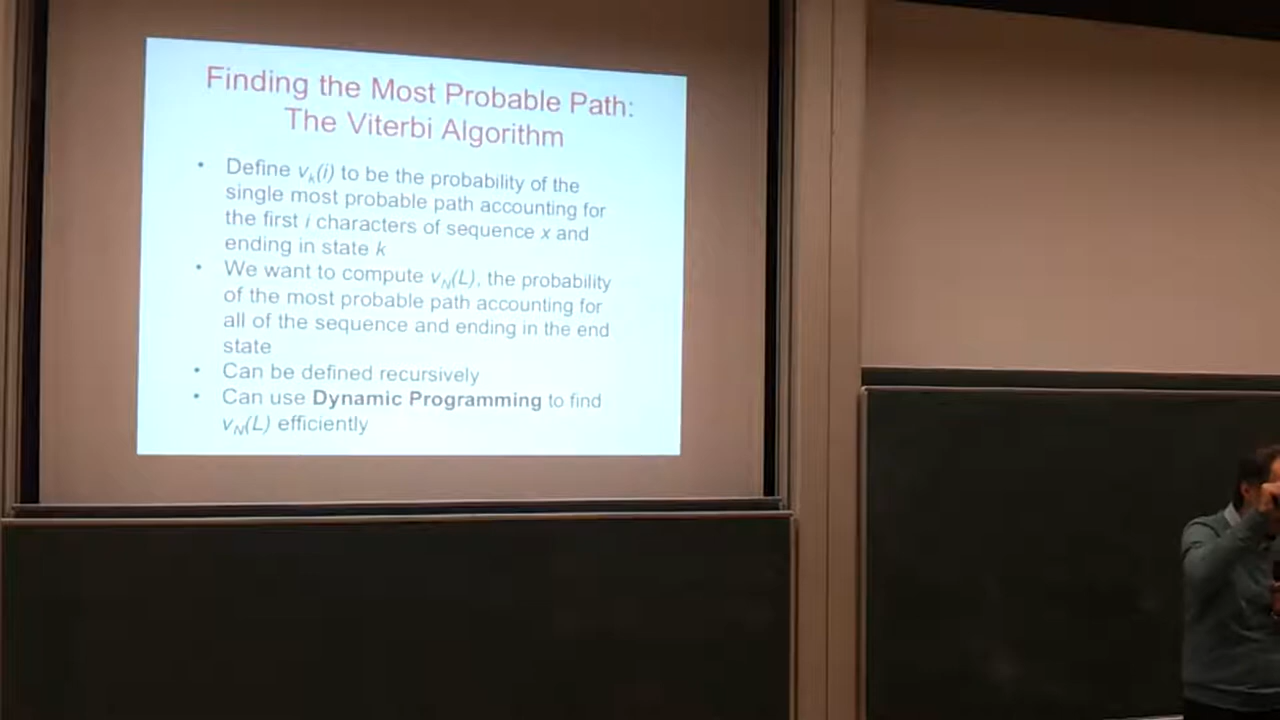 Finding the Most Probable Path:
The Viterbi Algorithm
• Define vk(i) to be the probability of the
single most probable path accounting for
the first i characters of sequence x and
ending in state k
• We want to compute vN(L), the probability
of the most probable path accounting for
all of the sequence and ending in the end
state
• Can be defined recursively
• Can use Dynamic Programming to find
vN(L) efficiently